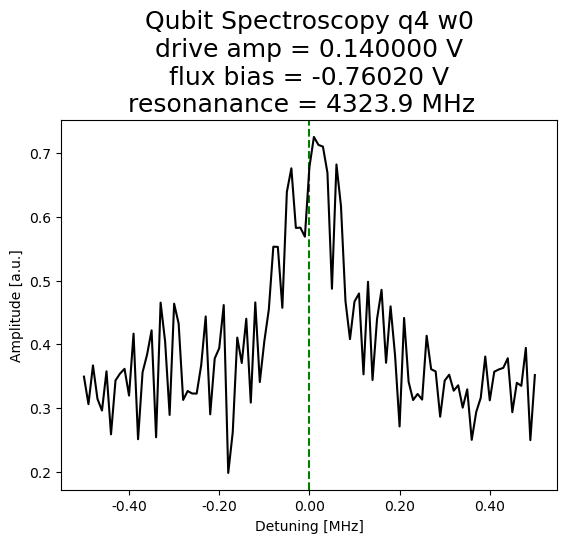 Qubit Spectroscopy q4 w0
drive amp = 0.140000 V
flux bias = -0.76020 V
resonanance = 4323.9 MHz
0.7
0.6
0.5
0.4
0.3
0.2
Amplitude [a.u.]
-0.40
-0.20
0.00
0.20
0.40
Detuning [MHz]